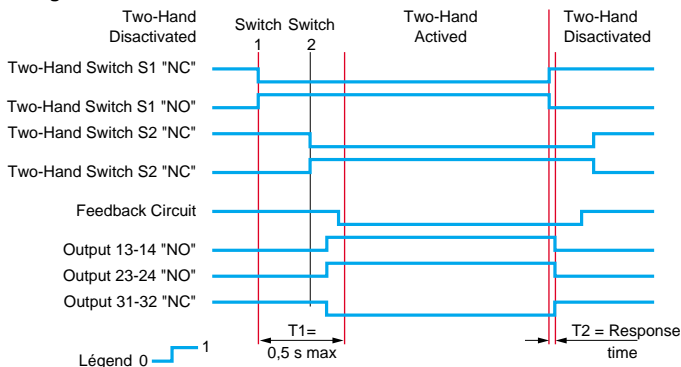 Two-Hand
Disactivated
Switch Switch
1 2
Two-Hand
Actived
Two-Hand
Disactivated
Two-Hand Switch S1 "NC"
Two-Hand Switch S1 "NO"
Two-Hand Switch S2 "NC"
Two-Hand Switch S2 "NC"
Feedback Circuit
Output 13-14 "NO"
Output 23-24 "NO"
Output 31-32 "NC"
T1=
0,5 s max
T2 = Response
time
Légend 0 1